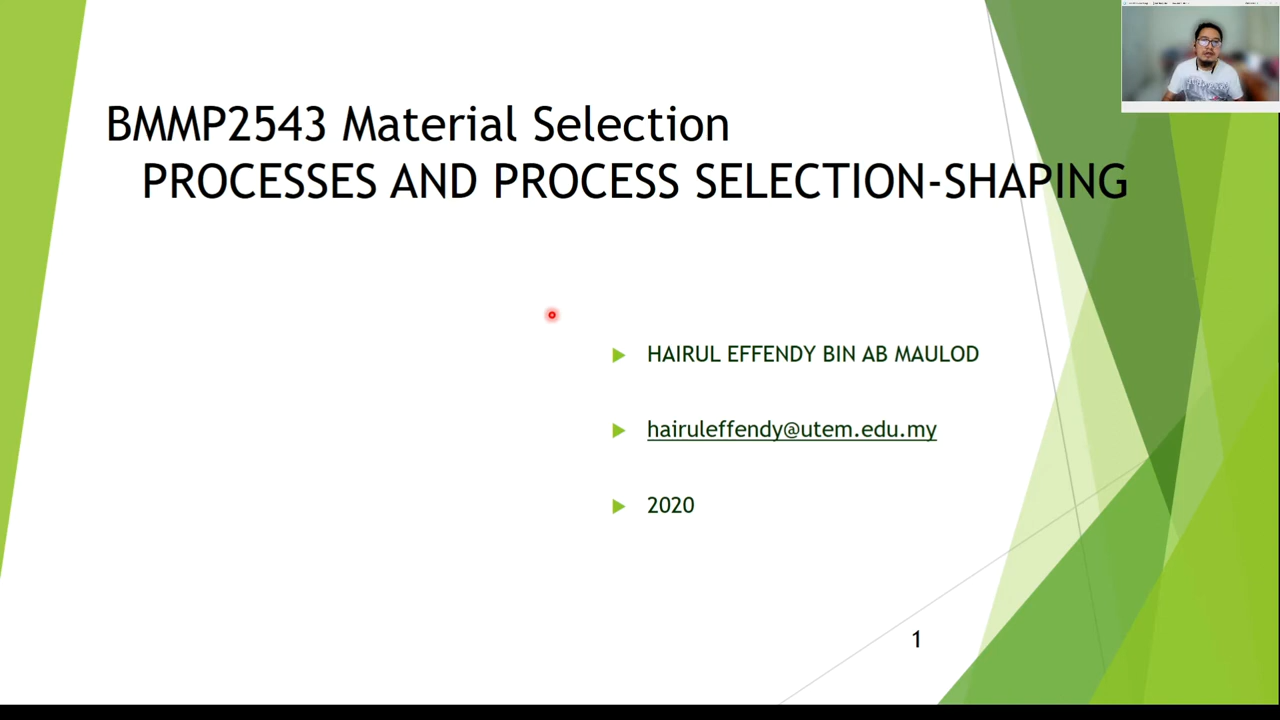 BMMP2543 Material Selection
PROCESSES AND PROCESS SELECTION-SHAPING
HAIRUL EFFENDY BIN AB MAULOD
hairuleffendy@utem.edu.my
2020
1